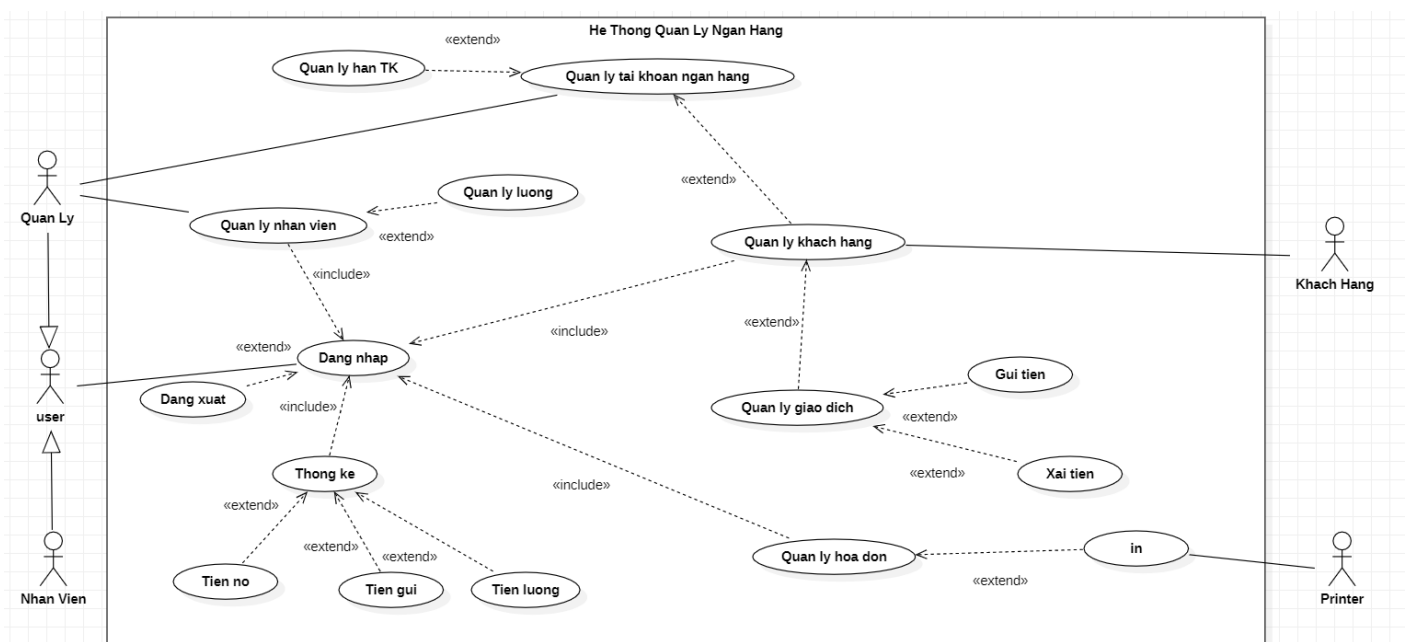 He Thong Quan Ly Ngan Hang
«extend»
Quan ly han TK
Quan ly tai khoan ngan hang
«extend»
Quan ly luong
Quan Ly
Quan ly nhan vien
«extend»
Quan ly khach hang
«include»
Khach Hang
«extend»
«include»
«extend»
Dang nhap
Gui tien
Dang xuat
«include»
Quan ly giao dich
user
«extend»
Thong ke
«extend»
Xai tien
«include»
«extend»
«extend»
«extend»
in
Quan ly hoa don
Tien no
Tien gui
Tien luong
«extend»
Nhan Vien
Printer